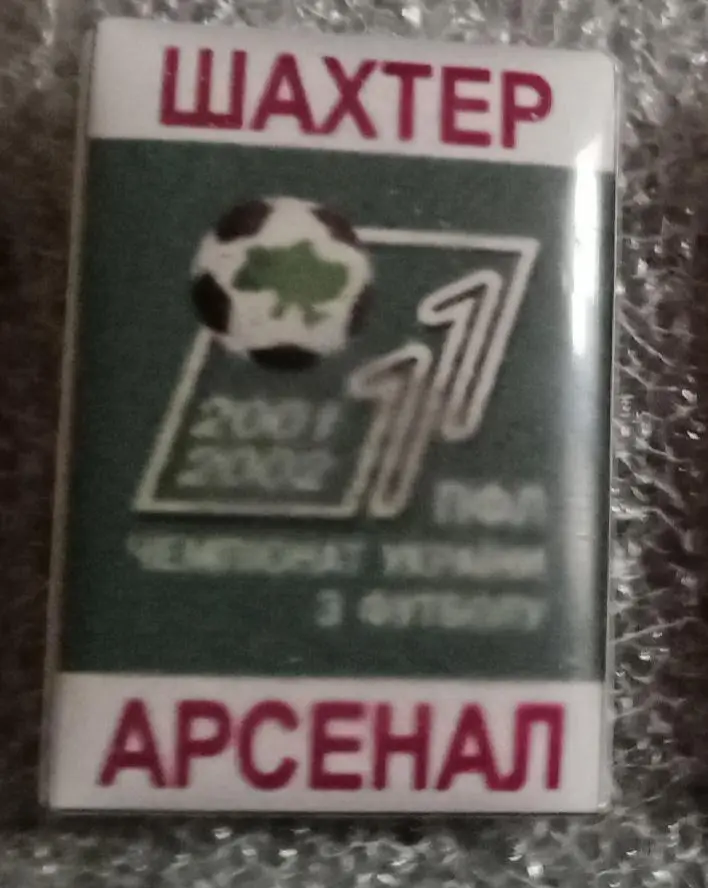 ШАХТЕР
11
2001
2002
ПФЛ
ЧЕМПІОНАТ УКРАЇНИ
З ФУТБОЛУ
АРСЕНАЛ